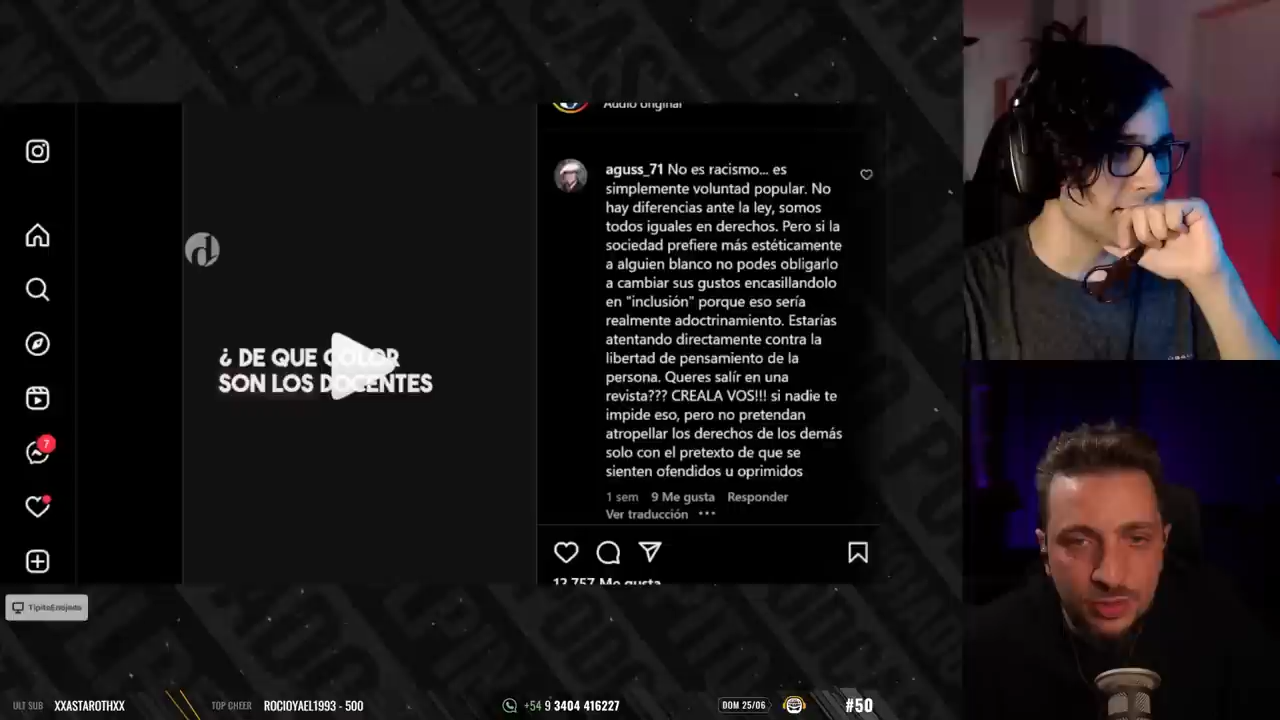 Audio original
aguss_71 No es racismo... es
simplemente voluntad popular. No
hay diferencias ante la ley, somos
todos iguales en derechos. Pero si la
sociedad prefiere más estéticamente
a alguien blanco no podes obligarlo
a cambiar sus gustos encasillandolo
en "inclusión" porque eso sería
realmente adoctrinamiento. Estarías
atentando directamente contra la
libertad de pensamiento de la
persona. Queres salír en una
revista??? CREALA VOS!!! si nadie te
impide eso, pero no pretendan
atropellar los derechos de los demás
solo con el pretexto de que se
sienten ofendidos u oprimidos
1 sem 9 Me gusta Responder
Ver traducción ...
12.757 Me gusta
¿ DE QUE COLOR
SON LOS DOCENTES
7
TipitoEnojado
ULT SUB XXASTAROTHXX
TOP CHEER ROCIOYAEL1993 - 500
+54 9 3404 416227
DOM 25/06
#50